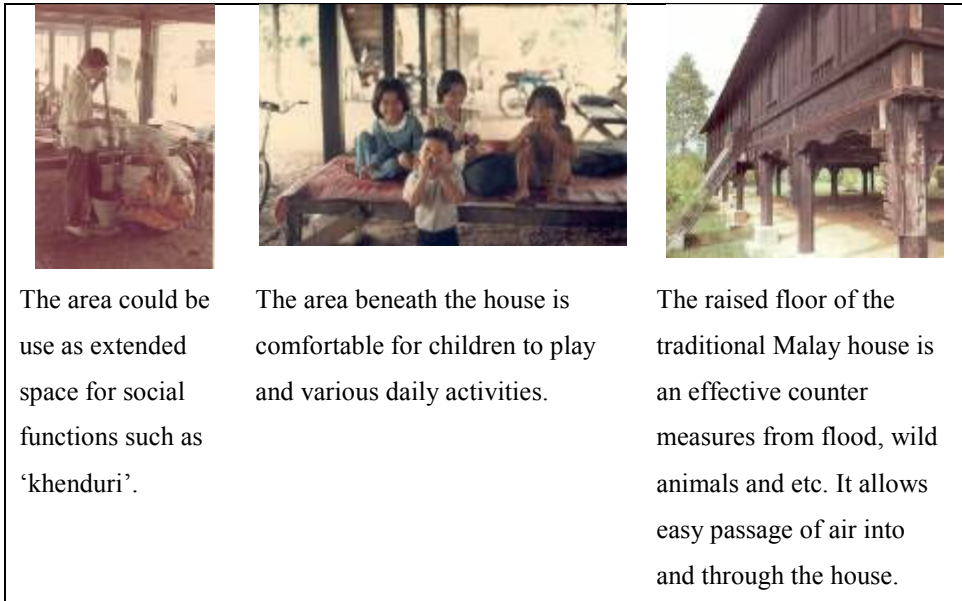 The area could be
use as extended
space for social
functions such as
‘khenduri’.
The area beneath the house is
comfortable for children to play
and various daily activities.
The raised floor of the
traditional Malay house is
an effective counter
measures from flood, wild
animals and etc. It allows
easy passage of air into
and through the house.